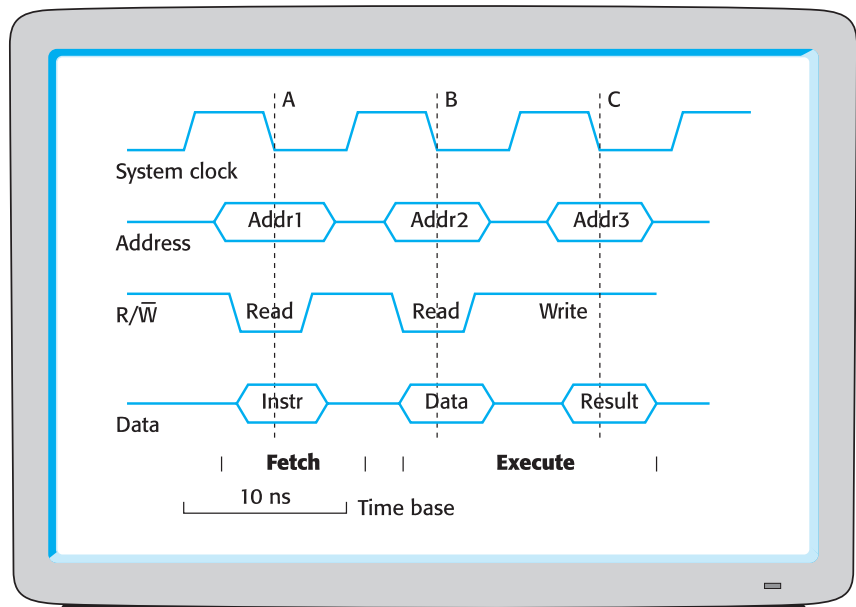 A B C
System clock
Addr1 Addr2 Addr3
Address
R/W̅ Read Read Write
Instr Data Result
Data
Fetch Execute
10 ns
Time base